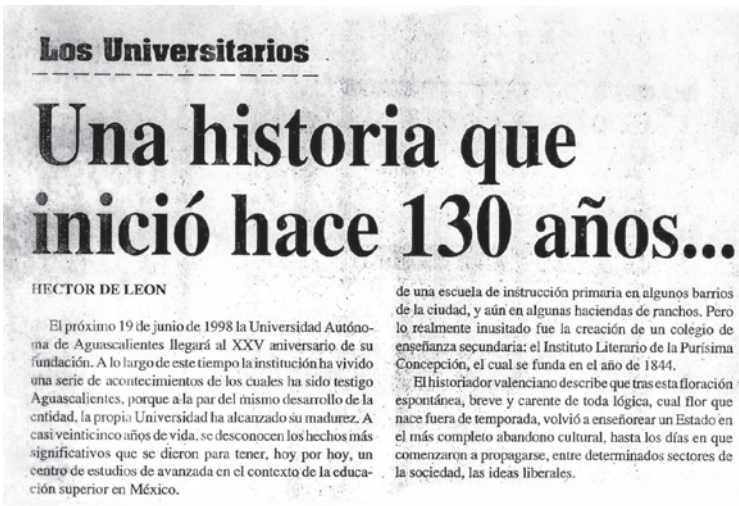 Los Universitarios
Una historia que
inició hace 130 años...
HECTOR DE LEON
El próximo 19 de junio de 1998 la Universidad Autóno-
ma de Aguascalientes llegará al XXV aniversario de su
fundación. A lo largo de este tiempo la institución ha vivido
una serie de acontecimientos de los cuales ha sido testigo
Aguascalientes, porque a la par del mismo desarrollo de la
entidad, la propia Universidad ha alcanzado su madurez. A
casi veinticinco años de vida, se desconocen los hechos más
significativos que se dieron para tener, hoy por hoy, un
centro de estudios de avanzada en el contexto de la educa-
ción superior en México.
de una escuela de instrucción primaria en algunos barrios
de la ciudad, y aún en algunas haciendas de ranchos. Pero
lo realmente inusitado fue la creación de un colegio de
enseñanza secundaria: el Instituto Literario de la Purísima
Concepción, el cual se funda en el año de 1844.
El historiador valenciano describe que tras esta floración
espontánea, breve y carente de toda lógica, cual flor que
nace fuera de temporada, volvió a enseñorear un Estado en
el más completo abandono cultural, hasta los días en que
comenzaron a propagarse, entre determinados sectores de
la sociedad, las ideas liberales.